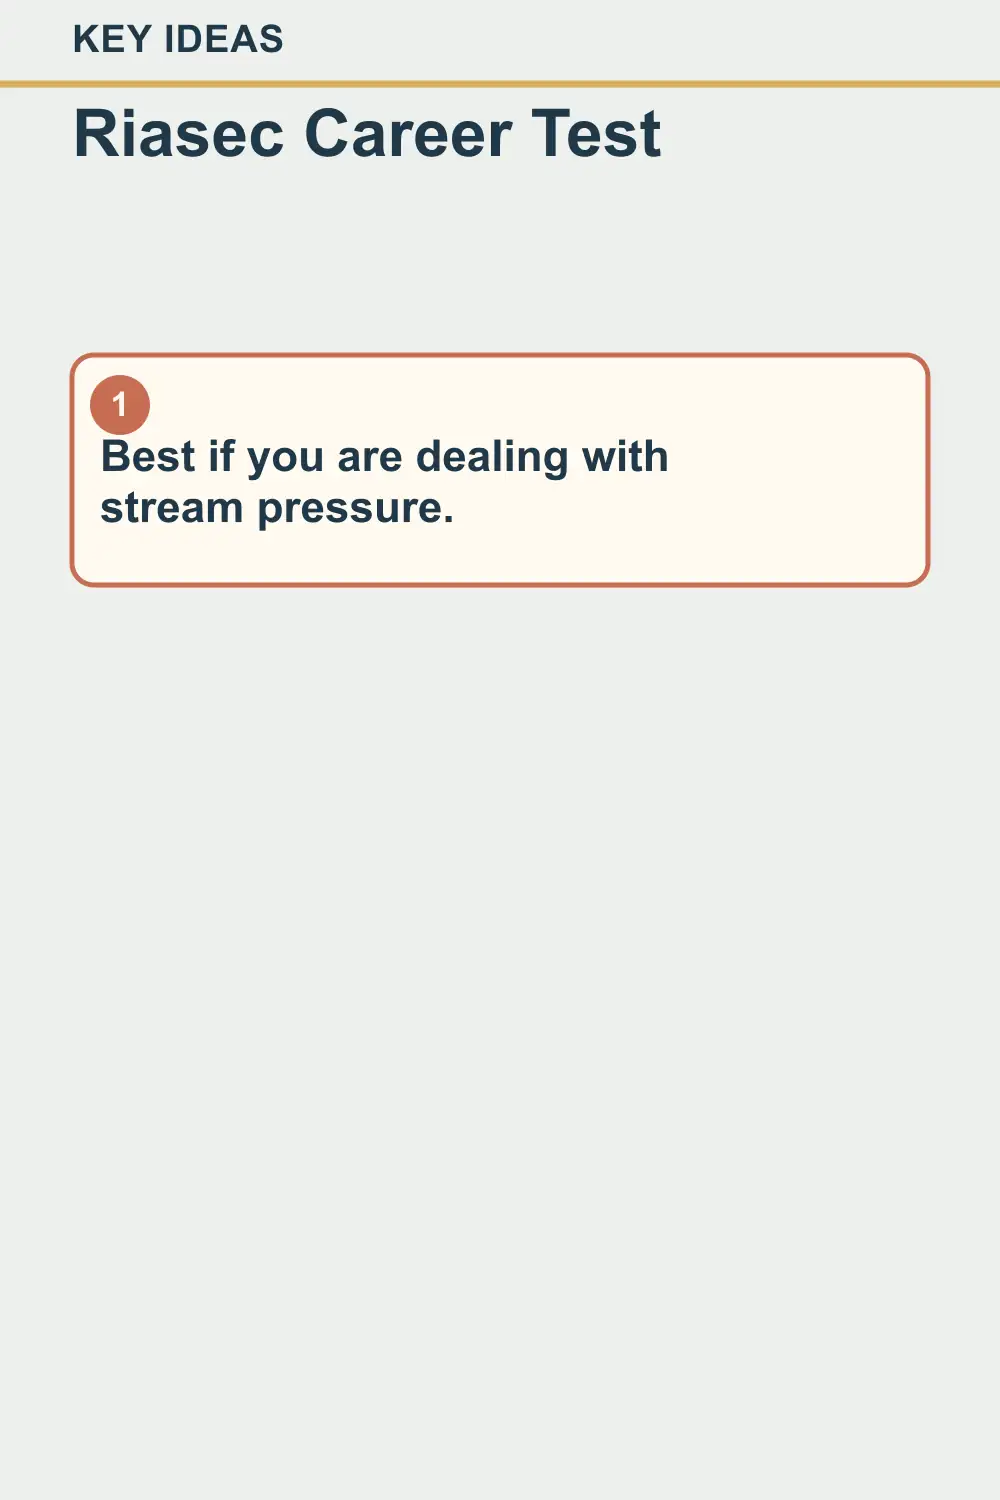 KEY IDEAS
Riasec Career Test
1
Best if you are dealing with
stream pressure.